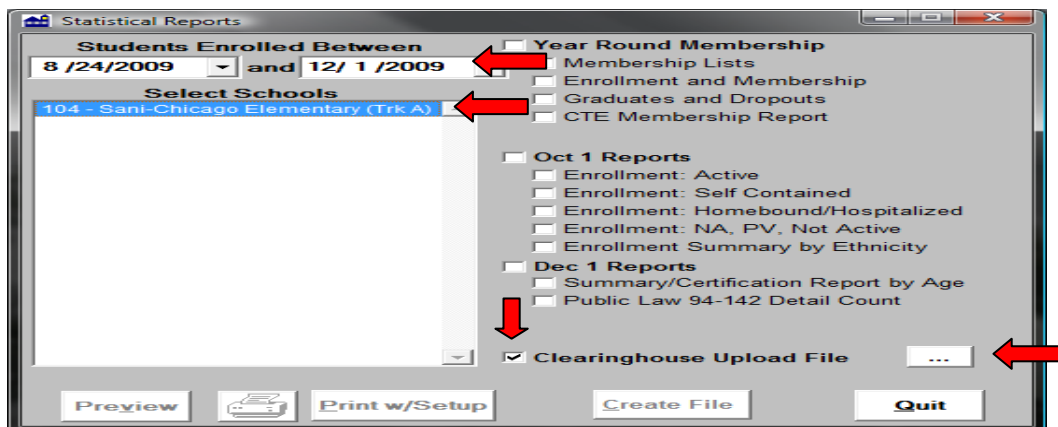 Statistical Reports
Students Enrolled Between
8 /24/2009 and 12/ 1 /2009
Select Schools
104 - Sani-Chicago Elementary (Trk A)
Year Round Membership
Membership Lists
Enrollment and Membership
Graduates and Dropouts
CTE Membership Report
Oct 1 Reports
Enrollment: Active
Enrollment: Self Contained
Enrollment: Homebound/Hospitalized
Enrollment: NA, PV, Not Active
Enrollment Summary by Ethnicity
Dec 1 Reports
Summary/Certification Report by Age
Public Law 94-142 Detail Count
Clearinghouse Upload File ...
Preview Print w/Setup Create File Quit